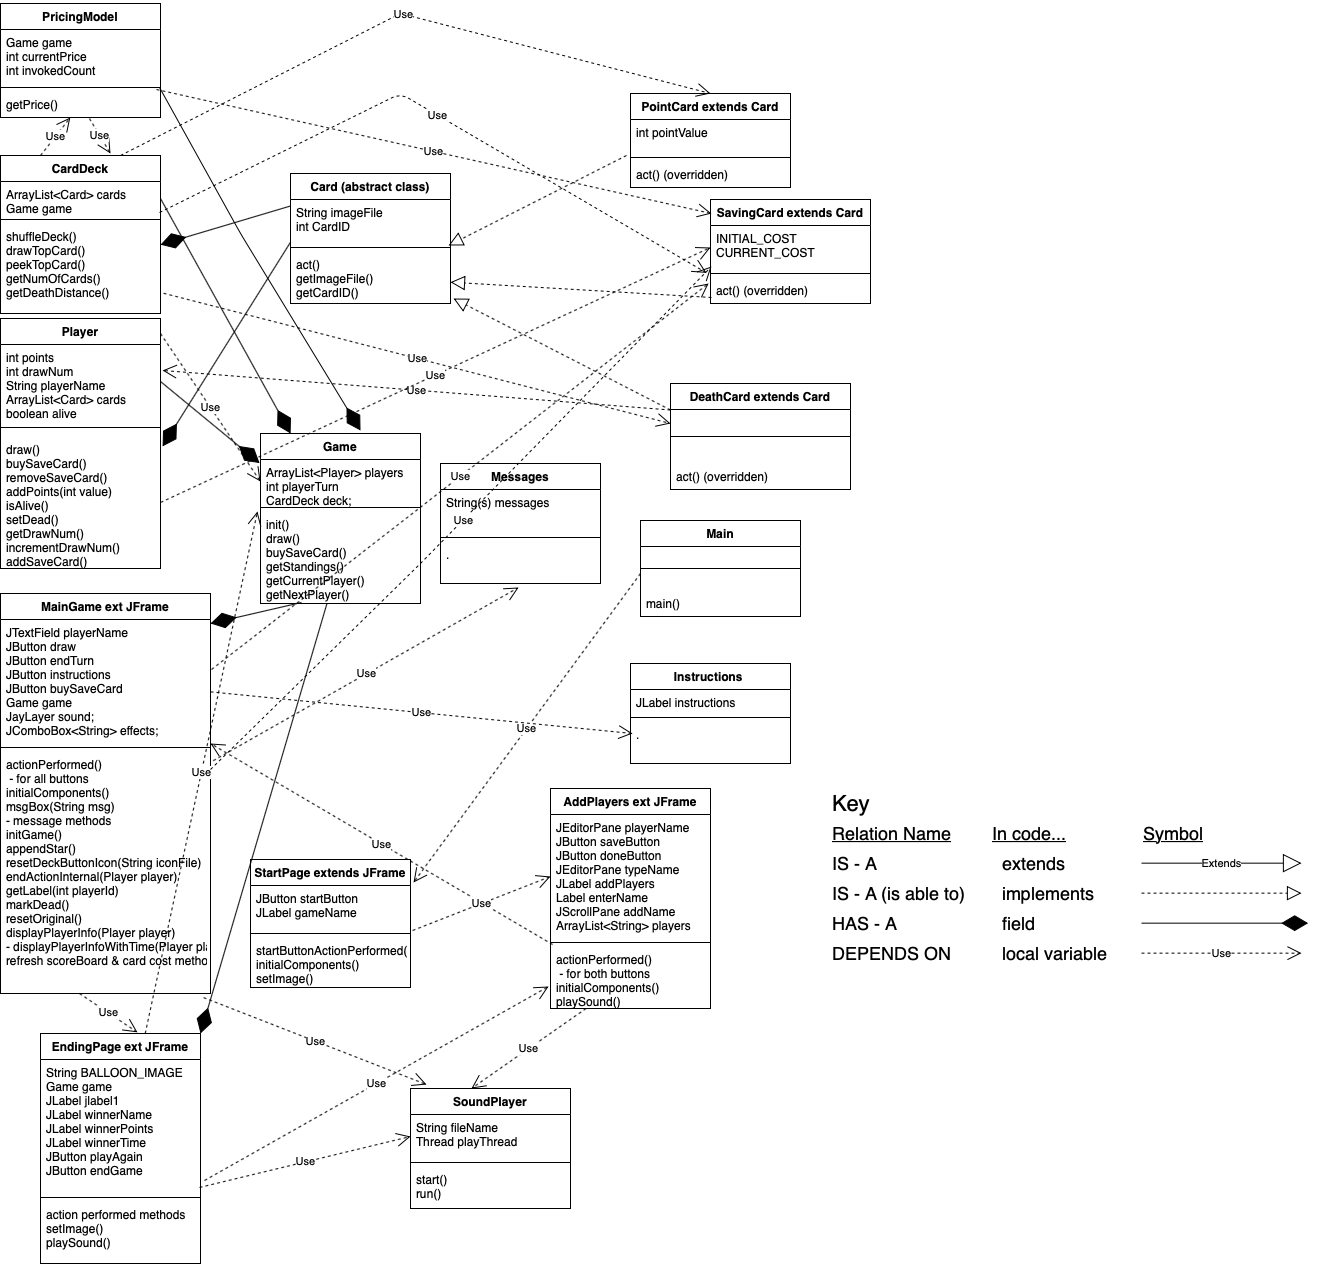 PricingModel
Game game
int currentPrice
int invokedCount
getPrice()
Use
Use
Use
Use
Use
CardDeck
ArrayList<Card> cards
Game game
shuffleDeck()
drawTopCard()
peekTopCard()
getNumOfCards()
getDeathDistance()
Card (abstract class)
String imageFile
int CardID
act()
getImageFile()
getCardID()
PointCard extends Card
int pointValue
act() (overridden)
SavingCard extends Card
INITIAL_COST
CURRENT_COST
act() (overridden)
Player
int points
int drawNum
String playerName
ArrayList<Card> cards
boolean alive
draw()
buySaveCard()
removeSaveCard()
addPoints(int value)
isAlive()
setDead()
getDrawNum()
incrementDrawNum()
addSaveCard()
Use
Use
Use
Use
DeathCard extends Card
act() (overridden)
Game
ArrayList<Player> players
int playerTurn
CardDeck deck;
init()
draw()
buySaveCard()
getStandings()
getCurrentPlayer()
getNextPlayer()
Use
Messages
String(s) messages
Use
.
Main
main()
MainGame ext JFrame
JTextField playerName
JButton draw
JButton endTurn
JButton instructions
JButton buySaveCard
Game game
JayLayer sound;
JComboBox<String> effects;
actionPerformed()
- for all buttons
initialComponents()
msgBox(String msg)
- message methods
initGame()
appendStar()
resetDeckButtonIcon(String iconFile)
endActionInternal(Player player)
getLabel(int playerId)
markDead()
resetOriginal()
displayPlayerInfo(Player player)
- displayPlayerInfoWithTime(Player pl
refresh scoreBoard & card cost metho
Use
Use
Use
Use
Use
Instructions
JLabel instructions
.
AddPlayers ext JFrame
JEditorPane playerName
JButton saveButton
JButton doneButton
JEditorPane typeName
JLabel addPlayers
Label enterName
JScrollPane addName
ArrayList<String> players
actionPerformed()
- for both buttons
initialComponents()
playSound()
StartPage extends JFrame
JButton startButton
JLabel gameName
startButtonActionPerformed(
initialComponents()
setImage()
Use
Key
Relation Name In code... Symbol
IS - A extends Extends
IS - A (is able to) implements
HAS - A field
DEPENDS ON local variable Use
Use
Use
Use
Use
Use
EndingPage ext JFrame
String BALLOON_IMAGE
Game game
JLabel jlabel1
JLabel winnerName
JLabel winnerPoints
JLabel winnerTime
JButton playAgain
JButton endGame
action performed methods
setImage()
playSound()
SoundPlayer
String fileName
Thread playThread
start()
run()